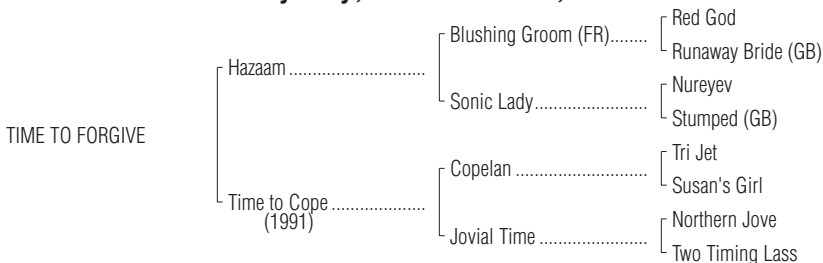 Red God
Blushing Groom (FR)........
Runaway Bride (GB)
Hazaam .............................
Nureyev
Sonic Lady........................
Stumped (GB)
TIME TO FORGIVE
Tri Jet
Copelan ............................
Susan's Girl
Time to Cope ....................
(1991)
Northern Jove
Jovial Time .......................
Two Timing Lass